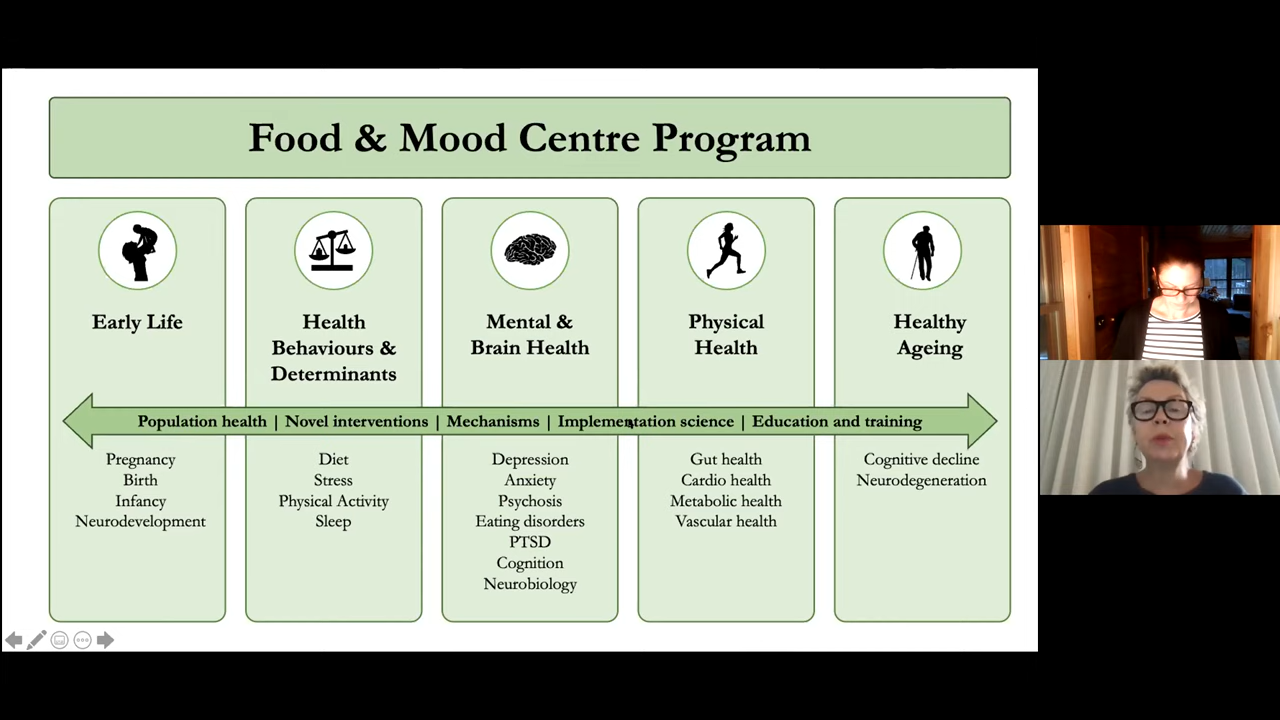 Food & Mood Centre Program
Early Life
Health
Behaviours &
Determinants
Mental &
Brain Health
Physical
Health
Healthy
Ageing
Population health | Novel interventions | Mechanisms | Implementation science | Education and training
Pregnancy
Birth
Infancy
Neurodevelopment
Diet
Stress
Physical Activity
Sleep
Depression
Anxiety
Psychosis
Eating disorders
PTSD
Cognition
Neurobiology
Gut health
Cardio health
Metabolic health
Vascular health
Cognitive decline
Neurodegeneration